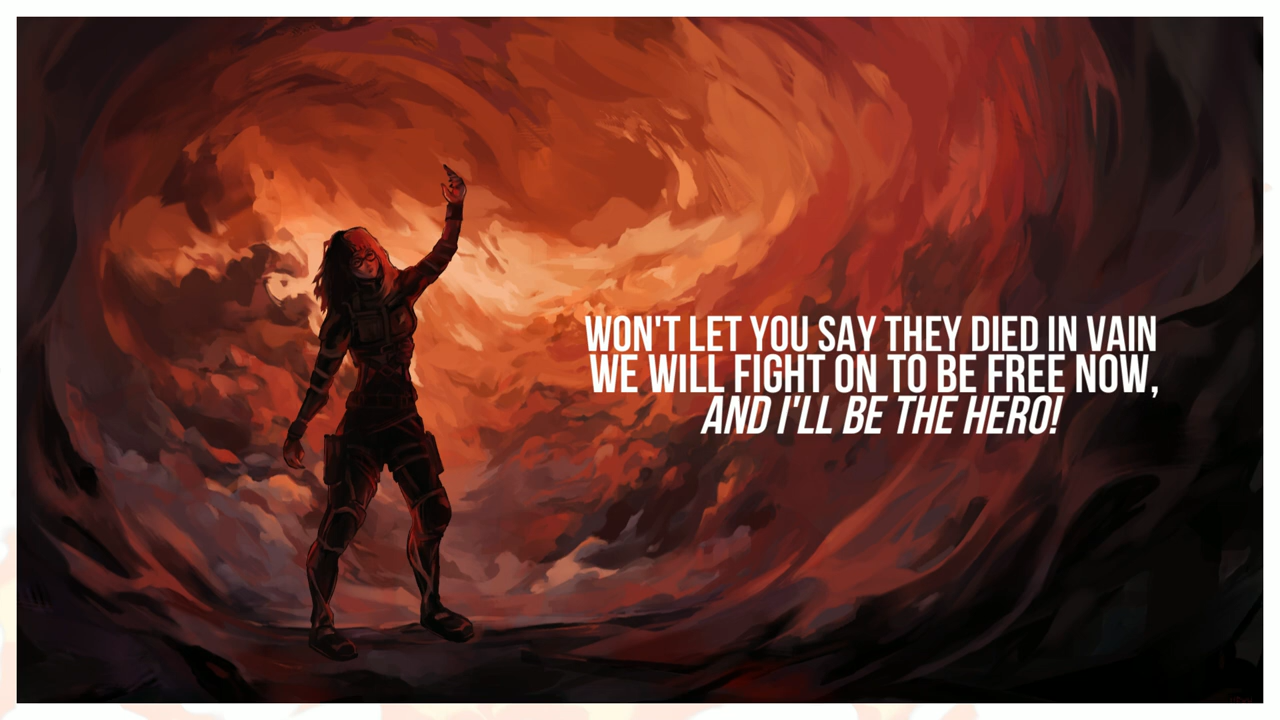 WON'T LET YOU SAY THEY DIED IN VAIN
WE WILL FIGHT ON TO BE FREE NOW,
AND I'LL BE THE HERO!